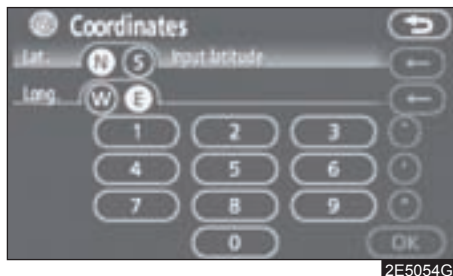 Coordinates
Lat. N S Input latitude
Long. W E
1 2 3 °
4 5 6 '
7 8 9 "
0 OK
2E5054G